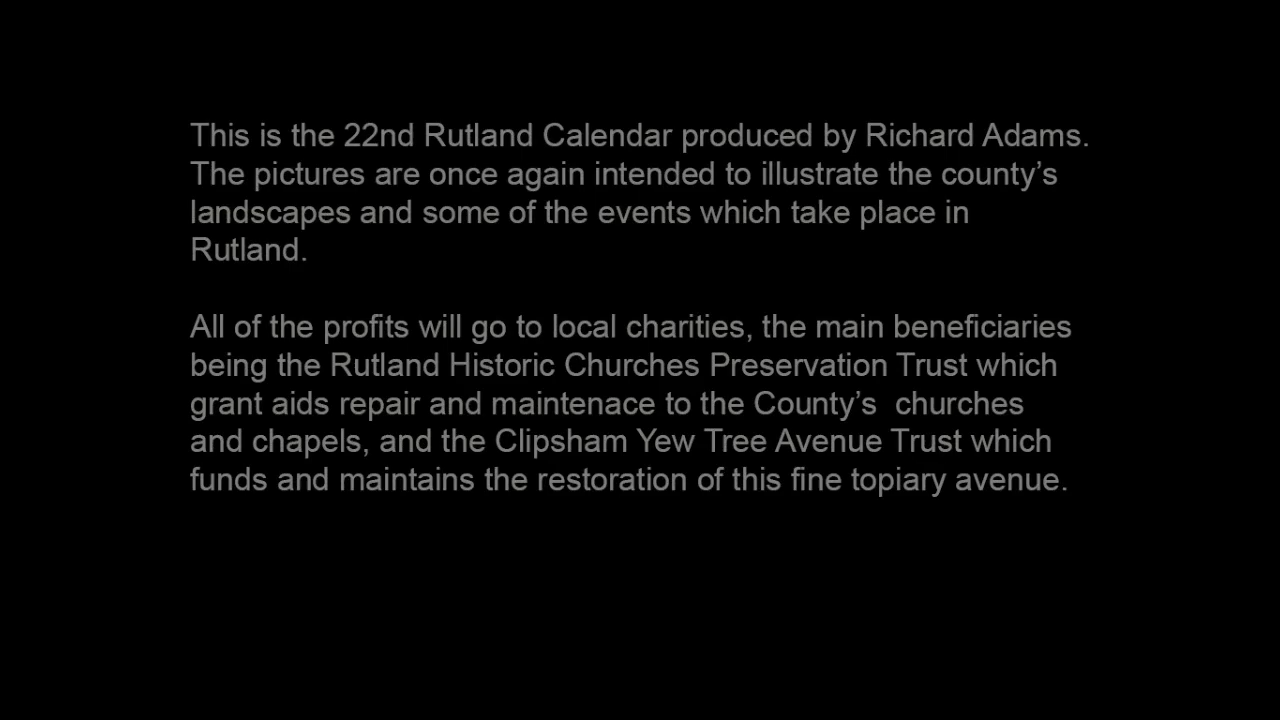 This is the 22nd Rutland Calendar produced by Richard Adams.
The pictures are once again intended to illustrate the county’s
landscapes and some of the events which take place in
Rutland.
All of the profits will go to local charities, the main beneficiaries
being the Rutland Historic Churches Preservation Trust which
grant aids repair and maintenace to the County’s  churches
and chapels, and the Clipsham Yew Tree Avenue Trust which
funds and maintains the restoration of this fine topiary avenue.